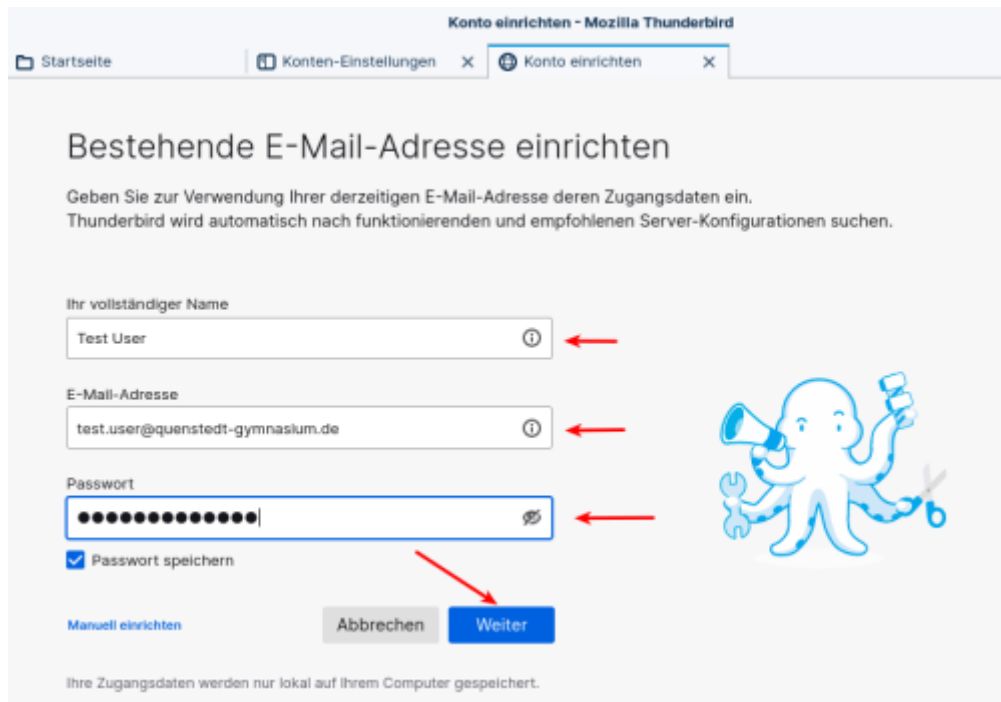 Konto einrichten - Mozilla Thunderbird
Startseite
Konten-Einstellungen
Konto einrichten
Bestehende E-Mail-Adresse einrichten
Geben Sie zur Verwendung Ihrer derzeitigen E-Mail-Adresse deren Zugangsdaten ein.
Thunderbird wird automatisch nach funktionierenden und empfohlenen Server-Konfigurationen suchen.
Ihr vollständiger Name
Test User
E-Mail-Adresse
test.user@quenstedt-gymnasium.de
Passwort
●●●●●●●●●●●●●
Passwort speichern
Manuell einrichten
Abbrechen
Weiter
Ihre Zugangsdaten werden nur lokal auf Ihrem Computer gespeichert.